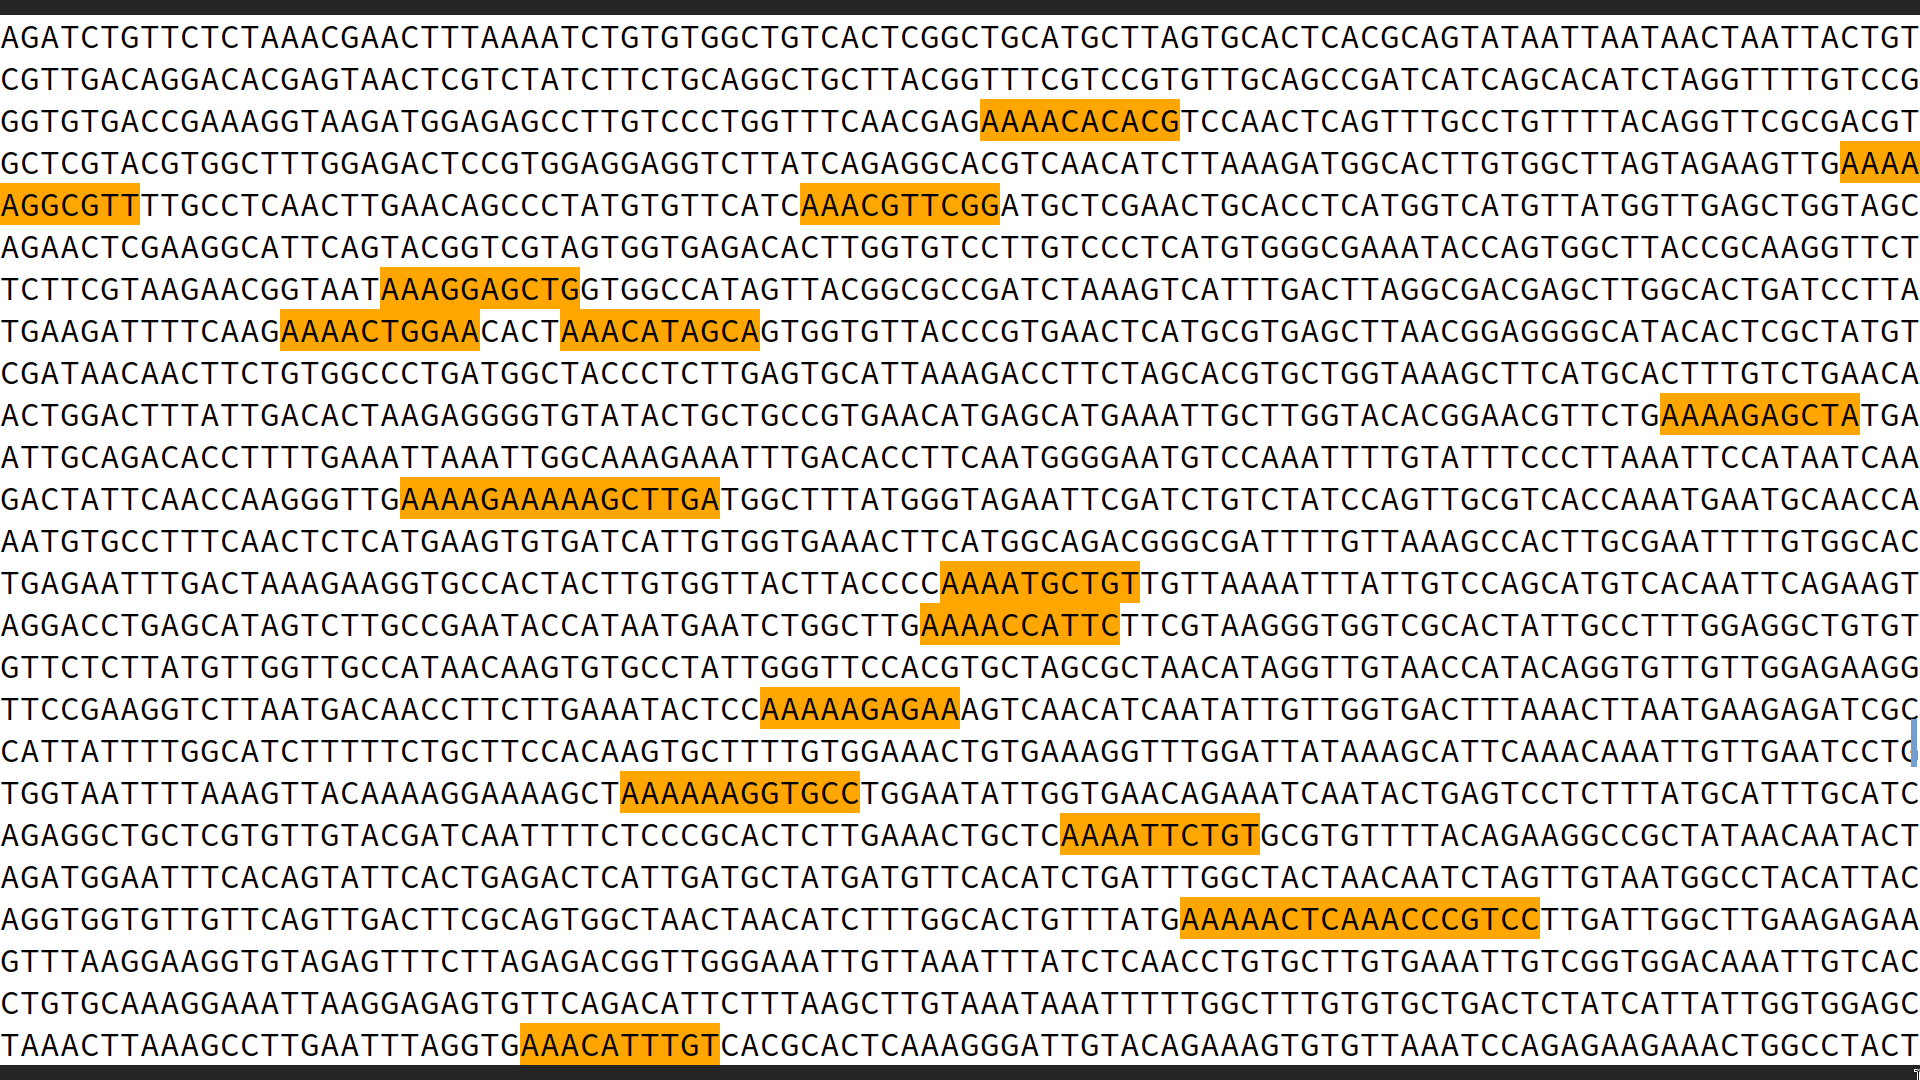 AGATCTGTTCTCTAAACGAACTTTAAAATCTGTGTGGCTGTCACTCGGCTGCATGCTTAGTGCACTCACGCAGTATAATTAATAACTAATTACTGT
CGTTGACAGGACACGAGTAACTCGTCTATCTTCTGCAGGCTGCTTACGGTTTCGTCCGTGTTGCAGCCGATCATCAGCACATCTAGGTTTTGTCCG
GGTGTGACCGAAAGGTAAGATGGAGAGCCTTGTCCCTGGTTTCAACGAGAAAACACACGTCCAACTCAGTTTGCCTGTTTTACAGGTTCGCGACGT
GCTCGTACGTGGCTTTGGAGACTCCGTGGAGGAGGTCTTATCAGAGGCACGTCAACATCTTAAAGATGGCACTTGTGGCTTAGTAGAAGTTGAAAA
AGGCGTTTTGCCTCAACTTGAACAGCCCTATGTGTTCATCAAACGTTCGGATGCTCGAACTGCACCTCATGGTCATGTTATGGTTGAGCTGGTAGC
AGAACTCGAAGGCATTCAGTACGGTCGTAGTGGTGAGACACTTGGTGTCCTTGTCCCTCATGTGGGCGAAATACCAGTGGCTTACCGCAAGGTTCT
TCTTCGTAAGAACGGTAATAAAGGAGCTGGTGGCCATAGTTACGGCGCCGATCTAAAGTCATTTGACTTAGGCGACGAGCTTGGCACTGATCCTTA
TGAAGATTTTCAAGAAAACTGGAACACTAAACATAGCAGTGGTGTTACCCGTGAACTCATGCGTGAGCTTAACGGAGGGGCATACACTCGCTATGT
CGATAACAACTTCTGTGGCCCTGATGGCTACCCTCTTGAGTGCATTAAAGACCTTCTAGCACGTGCTGGTAAAGCTTCATGCACTTTGTCTGAACA
ACTGGACTTTATTGACACTAAGAGGGGTGTATACTGCTGCCGTGAACATGAGCATGAAATTGCTTGGTACACGGAACGTTCTGAAAAGAGCTATGA
ATTGCAGACACCTTTTGAAATTAAATTGGCAAAGAAATTTGACACCTTCAATGGGGAATGTCCAAATTTTGTATTTCCCTTAAATTCCATAATCAA
GACTATTCAACCAAGGGTTGAAAAGAAAAAGCTTGATGGCTTTATGGGTAGAATTCGATCTGTCTATCCAGTTGCGTCACCAAATGAATGCAACCA
AATGTGCCTTTCAACTCTCATGAAGTGTGATCATTGTGGTGAAACTTCATGGCAGACGGGCGATTTTGTTAAAGCCACTTGCGAATTTTGTGGCAC
TGAGAATTTGACTAAAGAAGGTGCCACTACTTGTGGTTACTTACCCCAAAATGCTGTTGTTAAAATTTATTGTCCAGCATGTCACAATTCAGAAGT
AGGACCTGAGCATAGTCTTGCCGAATACCATAATGAATCTGGCTTGAAAACCATTCTTCGTAAGGGTGGTCGCACTATTGCCTTTGGAGGCTGTGT
GTTCTCTTATGTTGGTTGCCATAACAAGTGTGCCTATTGGGTTCCACGTGCTAGCGCTAACATAGGTTGTAACCATACAGGTGTTGTTGGAGAAGG
TTCCGAAGGTCTTAATGACAACCTTCTTGAAATACTCCAAAAAGAGAAAGTCAACATCAATATTGTTGGTGACTTTAAACTTAATGAAGAGATCGC
CATTATTTTGGCATCTTTTTCTGCTTCCACAAGTGCTTTTGTGGAAACTGTGAAAGGTTTGGATTATAAAGCATTCAAACAAATTGTTGAATCCTG
TGGTAATTTTAAAGTTACAAAAGGAAAAGCTAAAAAAGGTGCCTGGAATATTGGTGAACAGAAATCAATACTGAGTCCTCTTTATGCATTTGCATC
AGAGGCTGCTCGTGTTGTACGATCAATTTTCTCCCGCACTCTTGAAACTGCTCAAAATTCTGTGCGTGTTTTACAGAAGGCCGCTATAACAATACT
AGATGGAATTTCACAGTATTCACTGAGACTCATTGATGCTATGATGTTCACATCTGATTTGGCTACTAACAATCTAGTTGTAATGGCCTACATTAC
AGGTGGTGTTGTTCAGTTGACTTCGCAGTGGCTAACTAACATCTTTGGCACTGTTTATGAAAAACTCAAACCCGTCCTTGATTGGCTTGAAGAGAA
GTTTAAGGAAGGTGTAGAGTTTCTTAGAGACGGTTGGGAAATTGTTAAATTTATCTCAACCTGTGCTTGTGAAATTGTCGGTGGACAAATTGTCAC
CTGTGCAAAGGAAATTAAGGAGAGTGTTCAGACATTCTTTAAGCTTGTAAATAAATTTTTGGCTTTGTGTGCTGACTCTATCATTATTGGTGGAGC
TAAACTTAAAGCCTTGAATTTAGGTGAAACATTTGTCACGCACTCAAAGGGATTGTACAGAAAGTGTGTTAAATCCAGAGAAGAAACTGGCCTACT